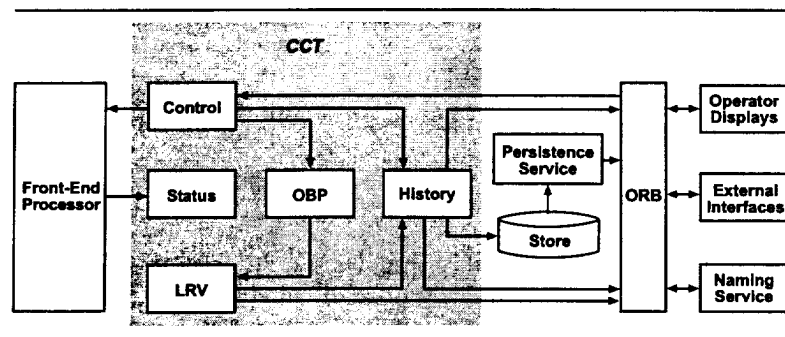 CCT
Control
Operator
Displays
Persistence
Service
Front-End
Processor
Status
OBP
History
ORB
External
Interfaces
Store
LRV
Naming
Service